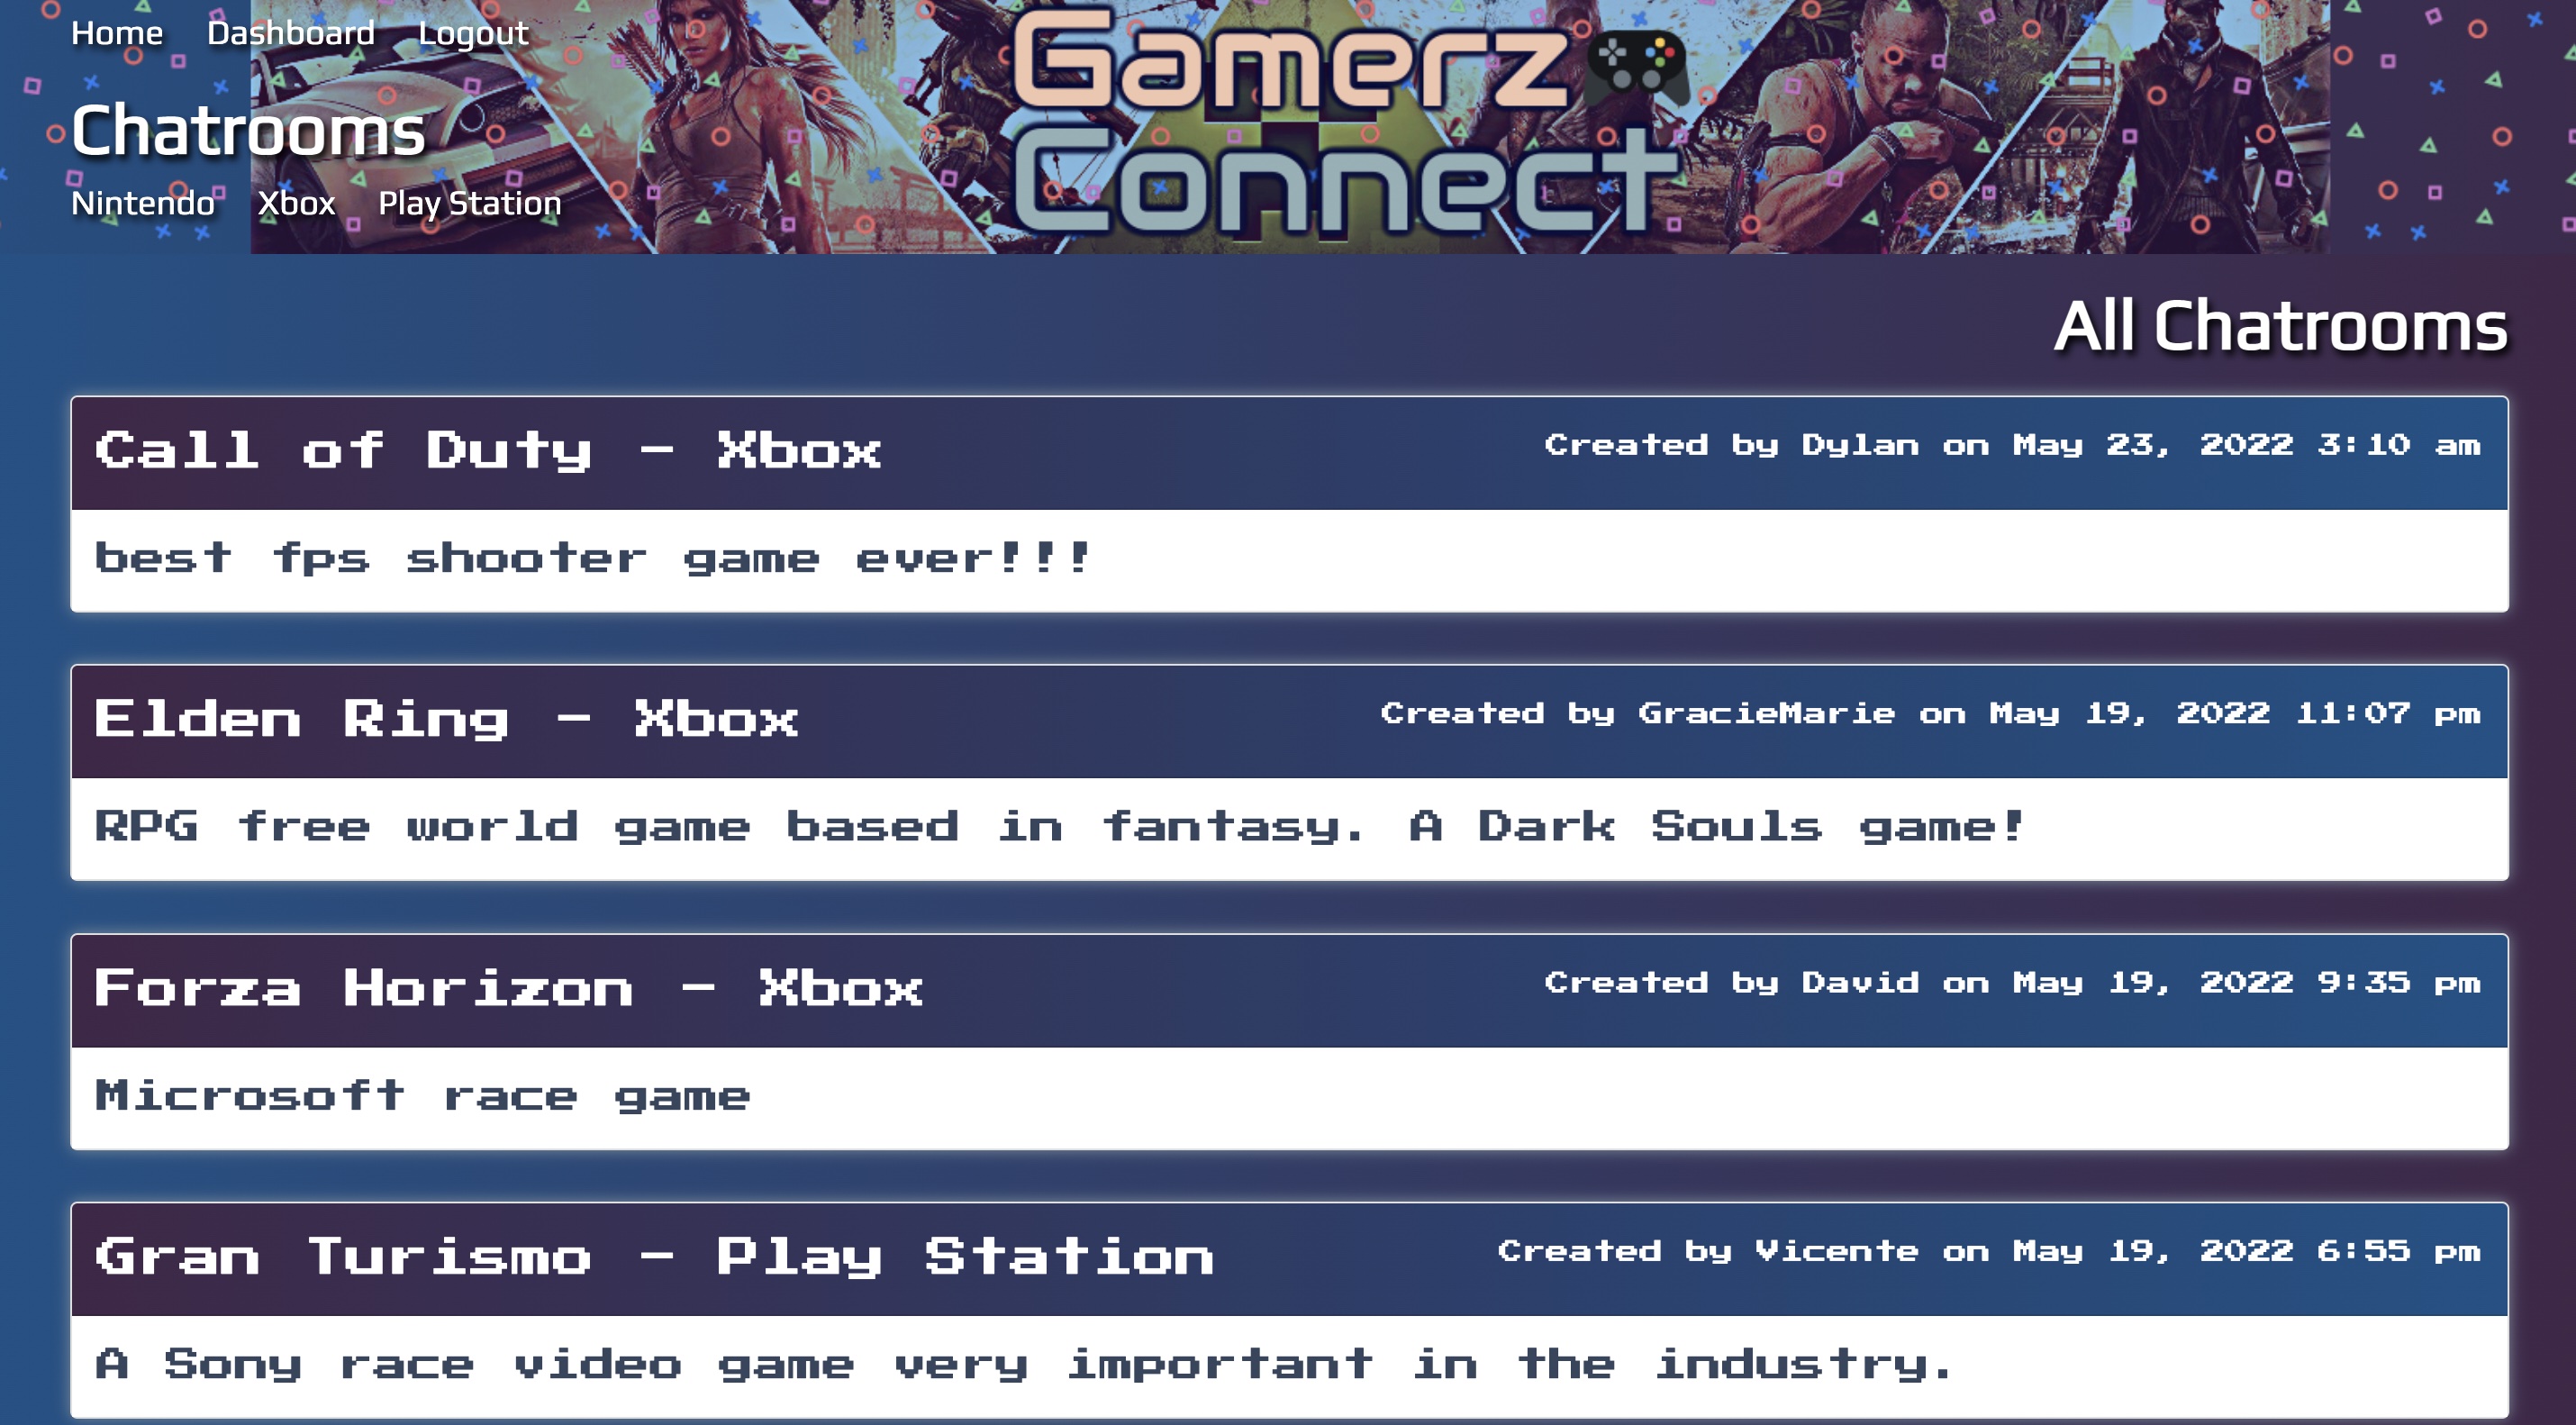 Home Dashboard Logout
Gamerz
Connect
Chatrooms
Nintendo Xbox Play Station
All Chatrooms
Call of Duty - Xbox Created by Dylan on May 23, 2022 3:10 am
best fps shooter game ever!!!
Elden Ring - Xbox Created by GracieMarie on May 19, 2022 11:07 pm
RPG free world game based in fantasy. A Dark Souls game!
Forza Horizon - Xbox Created by David on May 19, 2022 9:35 pm
Microsoft race game
Gran Turismo - Play Station Created by Vicente on May 19, 2022 6:55 pm
A Sony race video game very important in the industry.